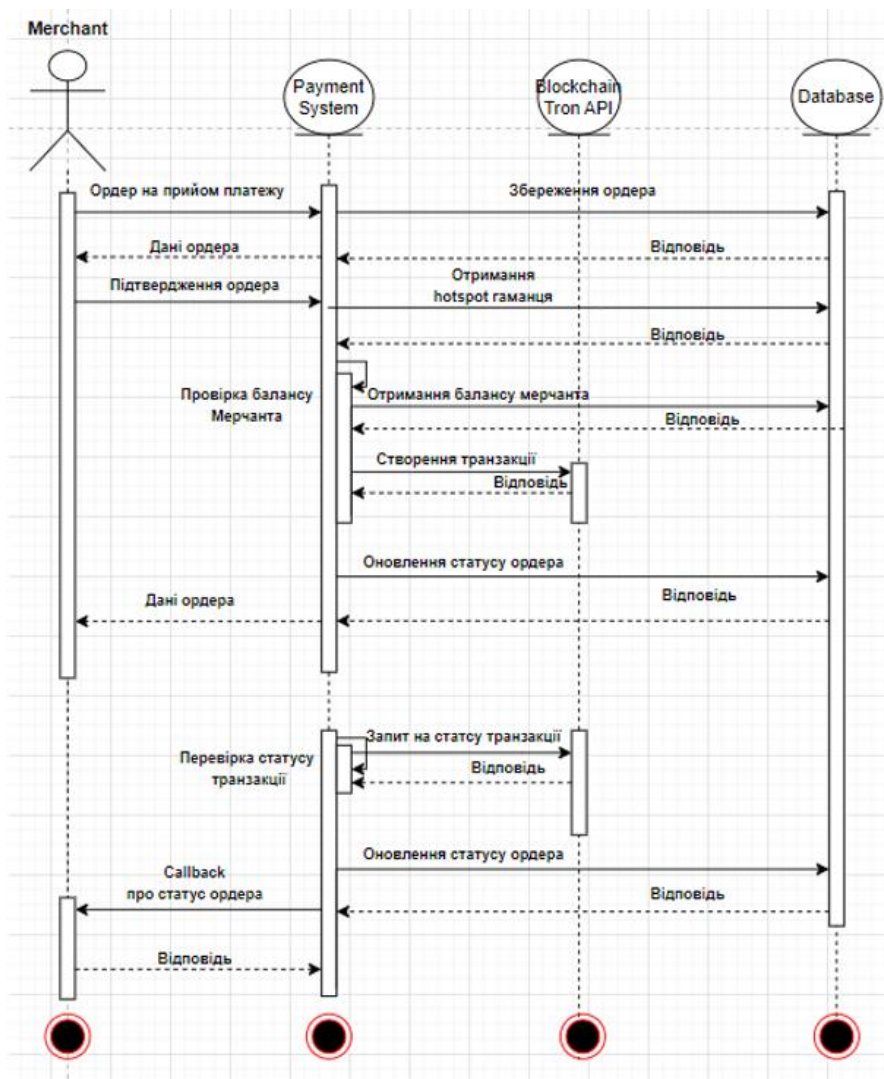 Merchant
Payment
System
Blockchain
Tron API
Database
Ордер на прийом платежу
Збереження ордера
Дані ордера
Відповідь
Підтвердження ордера
Отримання
hotspot гаманця
Відповідь
Провірка балансу
Мерчанта
Отримання балансу мерчанта
Відповідь
Створення транзакції
Відповідь
Оновлення статусу ордера
Дані ордера
Відповідь
Перевірка статусу
транзакції
Запит на статсу транзакції
Відповідь
Оновлення статусу ордера
Callback
про статус ордера
Відповідь
Відповідь